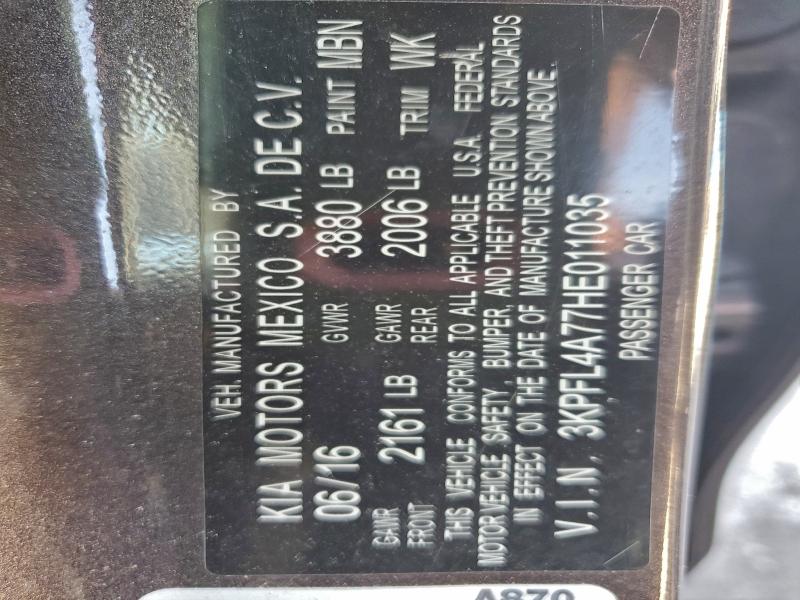 VEH. MANUFACTURED BY
KIA MOTORS MEXICO S.A. DE C.V.
06/16 GVWR 3880 LB PAINT MBN
GAWR FRONT 2161 LB GAWR REAR 2006 LB TRIM WK
THIS VEHICLE CONFORMS TO ALL APPLICABLE U.S.A. FEDERAL
MOTOR VEHICLE SAFETY, BUMPER, AND THEFT PREVENTION STANDARDS
IN EFFECT ON THE DATE OF MANUFACTURE SHOWN ABOVE.
V.I.N. 3KPFL4A77HE011035
PASSENGER CAR